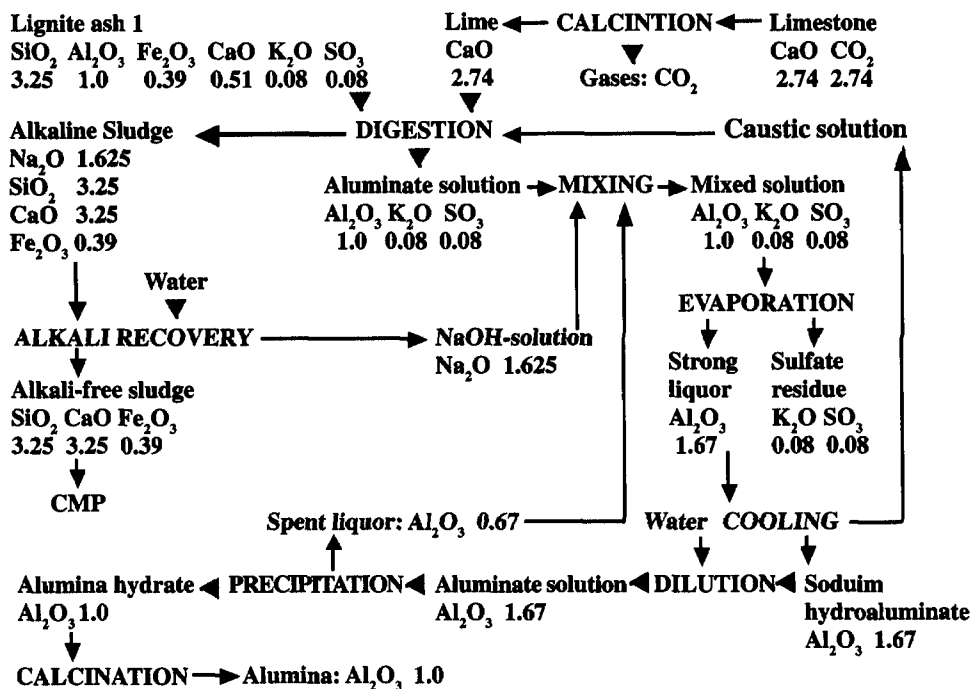 Lignite ash 1
SiO₂ Al₂O₃ Fe₂O₃ CaO K₂O SO₃
3.25 1.0 0.39 0.51 0.08 0.08
Lime
CaO
2.74
CALCINTION
Gases: CO₂
Limestone
CaO CO₂
2.74 2.74
Alkaline Sludge
Na₂O 1.625
SiO₂ 3.25
CaO 3.25
Fe₂O₃ 0.39
DIGESTION
Caustic solution
Aluminate solution
Al₂O₃ K₂O SO₃
1.0 0.08 0.08
MIXING
Mixed solution
Al₂O₃ K₂O SO₃
1.0 0.08 0.08
Water
EVAPORATION
ALKALI RECOVERY
NaOH-solution
Na₂O 1.625
Strong
liquor
Al₂O₃
1.67
Sulfate
residue
K₂O SO₃
0.08 0.08
Alkali-free sludge
SiO₂ CaO Fe₂O₃
3.25 3.25 0.39
CMP
Spent liquor: Al₂O₃ 0.67
Water COOLING
Alumina hydrate
Al₂O₃ 1.0
PRECIPITATION
Aluminate solution
Al₂O₃ 1.67
DILUTION
Soduim
hydroaluminate
Al₂O₃ 1.67
CALCINATION
Alumina: Al₂O₃ 1.0